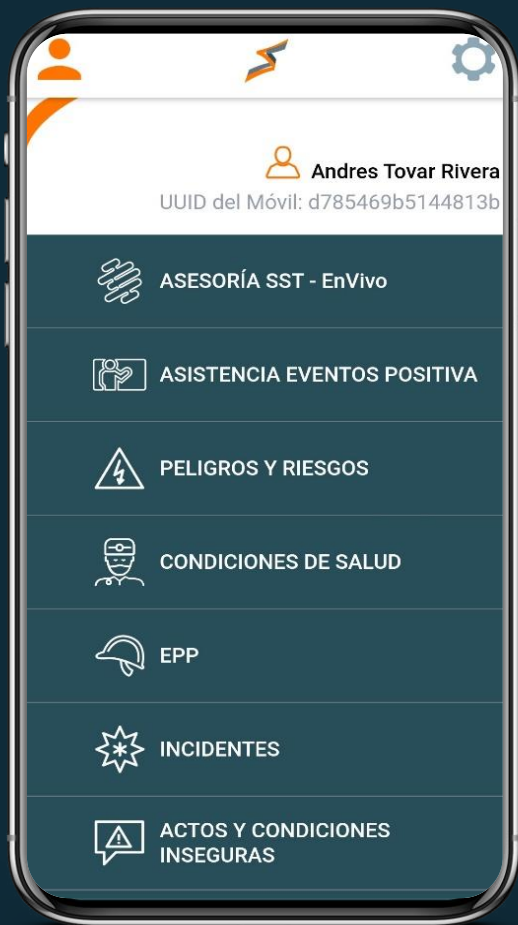 Andres Tovar Rivera
UUID del Móvil: d785469b5144813b
ASESORÍA SST - EnVivo
ASISTENCIA EVENTOS POSITIVA
PELIGROS Y RIESGOS
CONDICIONES DE SALUD
EPP
INCIDENTES
ACTOS Y CONDICIONES
INSEGURAS